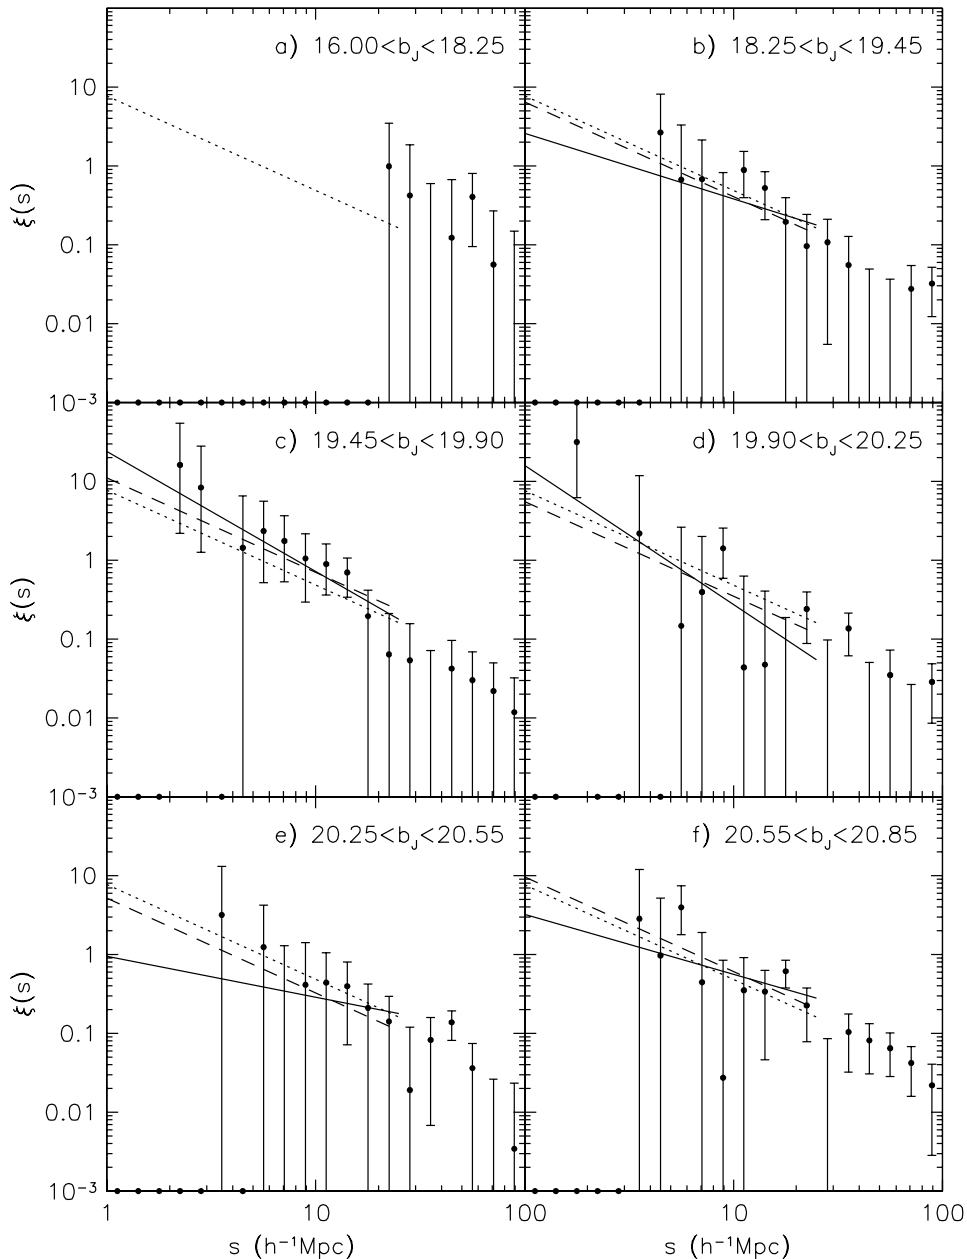 a) 16.00<b_J<18.25
b) 18.25<b_J<19.45
10
1
0.1
0.01
10⁻³
ξ(s)
c) 19.45<b_J<19.90
d) 19.90<b_J<20.25
10
1
0.1
0.01
10⁻³
ξ(s)
e) 20.25<b_J<20.55
f) 20.55<b_J<20.85
10
1
0.1
0.01
10⁻³
ξ(s)
1 10 100 10 100
s (h⁻¹Mpc) s (h⁻¹Mpc)